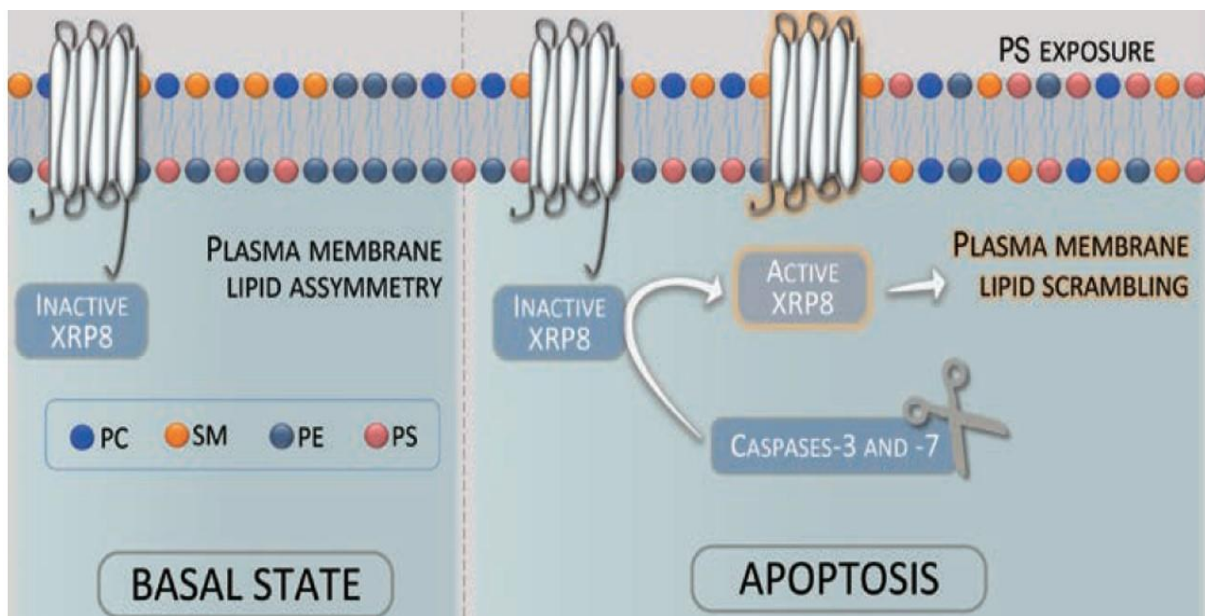 PS EXPOSURE
PLASMA MEMBRANE
LIPID ASSYMMETRY
INACTIVE
XRP8
PC
SM
PE
PS
BASAL STATE
INACTIVE
XRP8
ACTIVE
XRP8
PLASMA MEMBRANE
LIPID SCRAMBLING
CASPASES-3 AND -7
APOPTOSIS